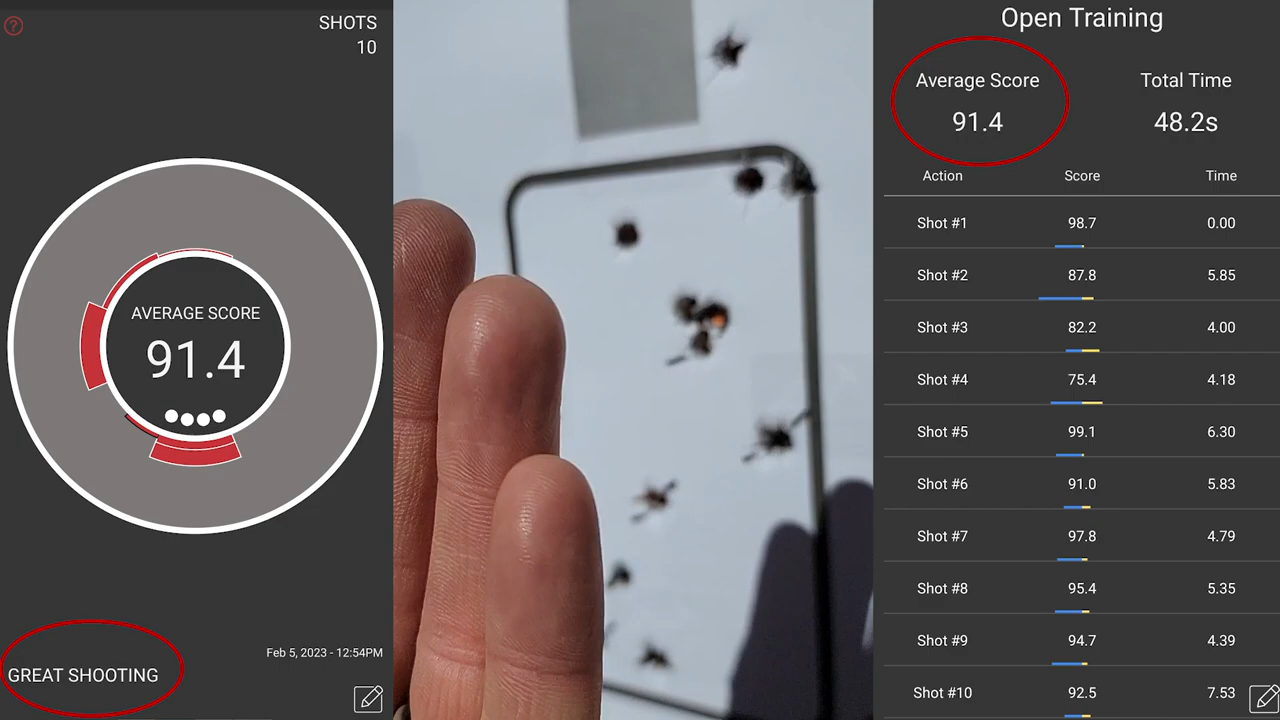 ?
SHOTS
10
AVERAGE SCORE
91.4
GREAT SHOOTING
Feb 5, 2023 - 12:54PM
Open Training
Average Score Total Time
91.4 48.2s
Action Score Time
Shot #1 98.7 0.00
Shot #2 87.8 5.85
Shot #3 82.2 4.00
Shot #4 75.4 4.18
Shot #5 99.1 6.30
Shot #6 91.0 5.83
Shot #7 97.8 4.79
Shot #8 95.4 5.35
Shot #9 94.7 4.39
Shot #10 92.5 7.53